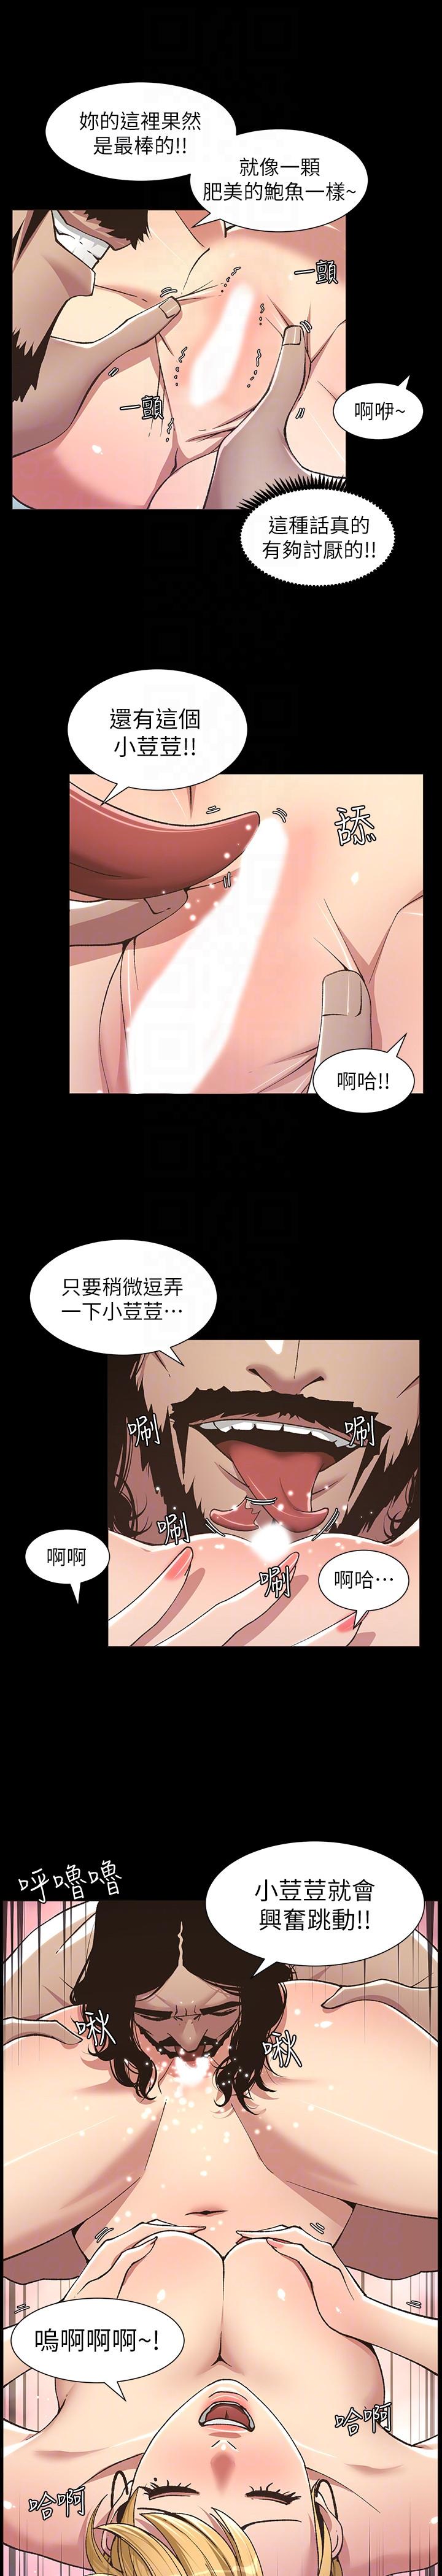 妳的這裡果然
是最棒的!!
就像一顆
肥美的鮑魚一樣~
一顫
一顫
啊咿~
這種話真的
有夠討厭的!!
還有這個
小荳荳!!
舔
啊哈!!
只要稍微逗弄
一下小荳荳…
唰
唰
唰
唰
啊啊
啊哈…
呼嚕嚕
小荳荳就會
興奮跳動!!
啾
啾
嗚啊啊啊~!
哈啊
哈啊